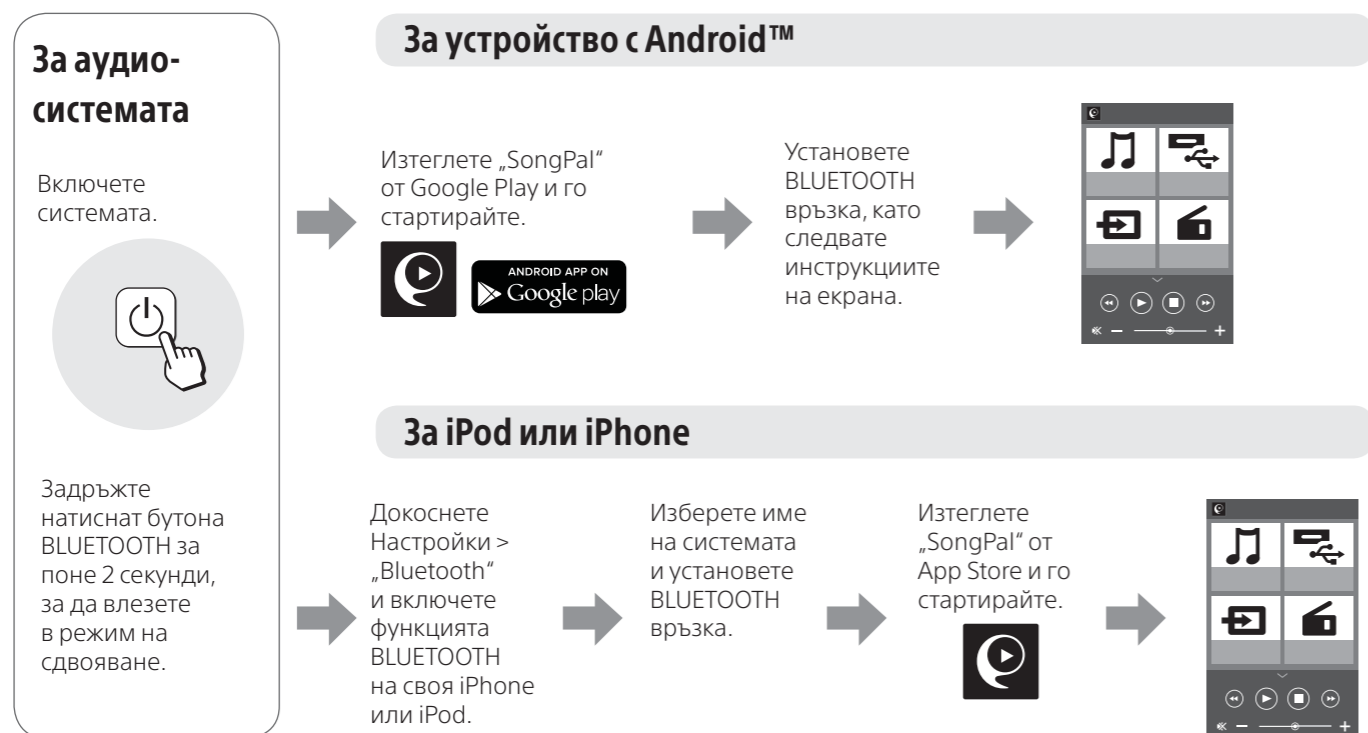 За аудио-
системата
Включете
системата.
Задръжте
натиснат бутона
BLUETOOTH за
поне 2 секунди,
за да влезете
в режим на
сдвояване.
За устройство с Android™
Изтеглете „SongPal“
от Google Play и го
стартирайте.
ANDROID APP ON
Google play
Установете
BLUETOOTH
връзка, като
следвате
инструкциите
на екрана.
За iPod или iPhone
Докоснете
Настройки >
„Bluetooth“
и включете
функцията
BLUETOOTH
на своя iPhone
или iPod.
Изберете име
на системата
и установете
BLUETOOTH
връзка.
Изтеглете
„SongPal“ от
App Store и го
стартирайте.